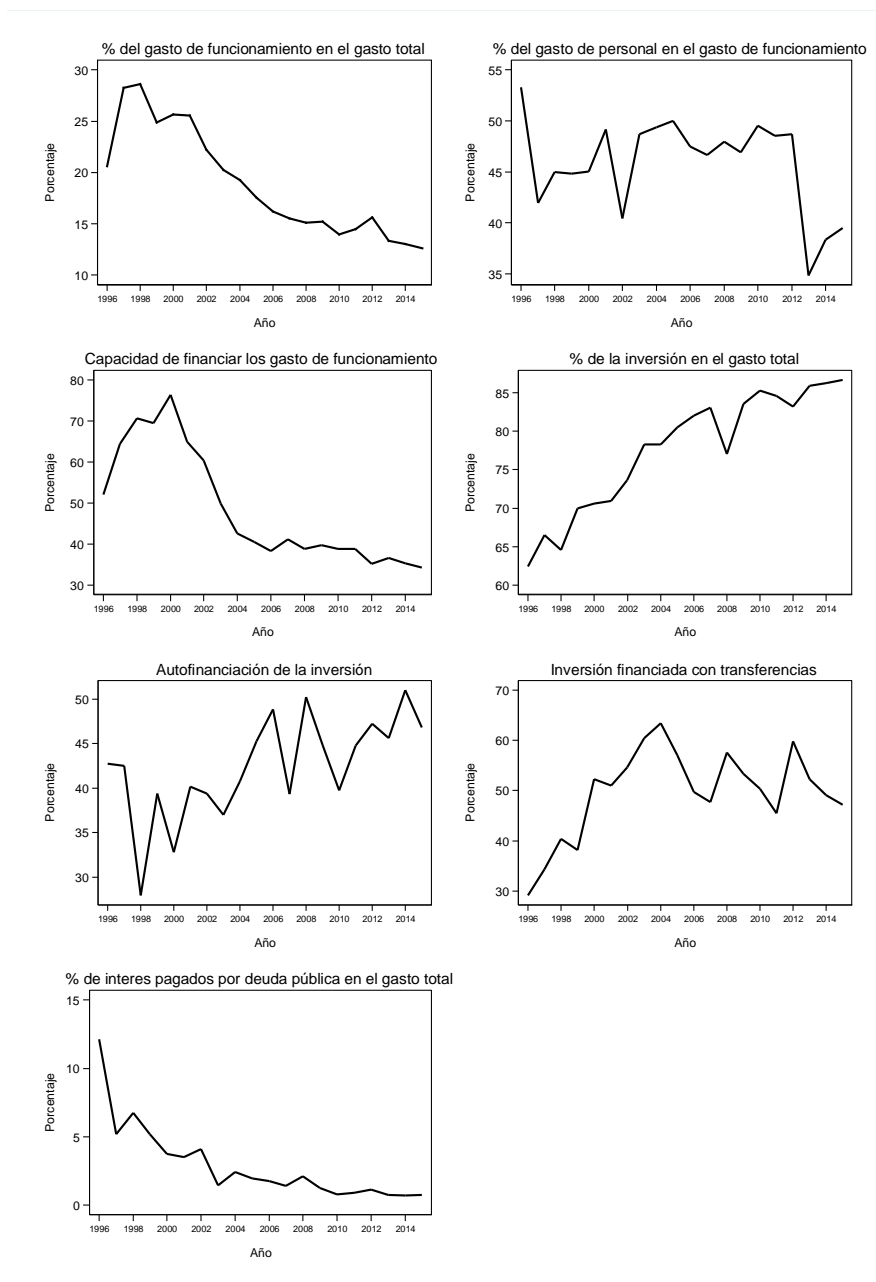 % del gasto de funcionamiento en el gasto total
Porcentaje
30
25
20
15
10
1996 1998 2000 2002 2004 2006 2008 2010 2012 2014
Año
% del gasto de personal en el gasto de funcionamiento
Porcentaje
55
50
45
40
35
1996 1998 2000 2002 2004 2006 2008 2010 2012 2014
Año
Capacidad de financiar los gasto de funcionamiento
Porcentaje
80
70
60
50
40
30
1996 1998 2000 2002 2004 2006 2008 2010 2012 2014
Año
% de la inversión en el gasto total
Porcentaje
85
80
75
70
65
60
1996 1998 2000 2002 2004 2006 2008 2010 2012 2014
Año
Autofinanciación de la inversión
Porcentaje
50
45
40
35
30
1996 1998 2000 2002 2004 2006 2008 2010 2012 2014
Año
Inversión financiada con transferencias
Porcentaje
70
60
50
40
30
1996 1998 2000 2002 2004 2006 2008 2010 2012 2014
Año
% de interes pagados por deuda pública en el gasto total
Porcentaje
15
10
5
0
1996 1998 2000 2002 2004 2006 2008 2010 2012 2014
Año